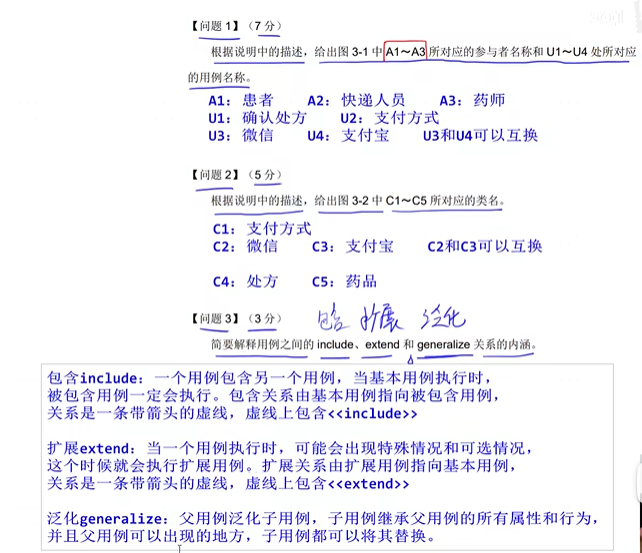 【问题 1】（7 分）
根据说明中的描述，给出图 3-1 中 A1～A3 所对应的参与者名称和 U1～U4 处所对应
的用例名称。
A1：患者 A2：快递人员 A3：药师
U1：确认处方 U2：支付方式
U3：微信 U4：支付宝 U3和U4可以互换
【问题 2】（5 分）
根据说明中的描述，给出图 3-2 中 C1～C5 所对应的类名。
C1：支付方式
C2：微信 C3：支付宝 C2和C3可以互换
C4：处方 C5：药品
【问题 3】（3 分） 包含 扩展 泛化
简要解释用例之间的 include、extend 和 generalize 关系的内涵。
包含include：一个用例包含另一个用例，当基本用例执行时，
被包含用例一定会执行。包含关系由基本用例指向被包含用例，
关系是一条带箭头的虚线，虚线上包含<<include>>
扩展extend：当一个用例执行时，可能会出现特殊情况和可选情况，
这个时候就会执行扩展用例。扩展关系由扩展用例指向基本用例，
关系是一条带箭头的虚线，虚线上包含<<extend>>
泛化generalize：父用例泛化子用例，子用例继承父用例的所有属性和行为，
并且父用例可以出现的地方，子用例都可以将其替换。